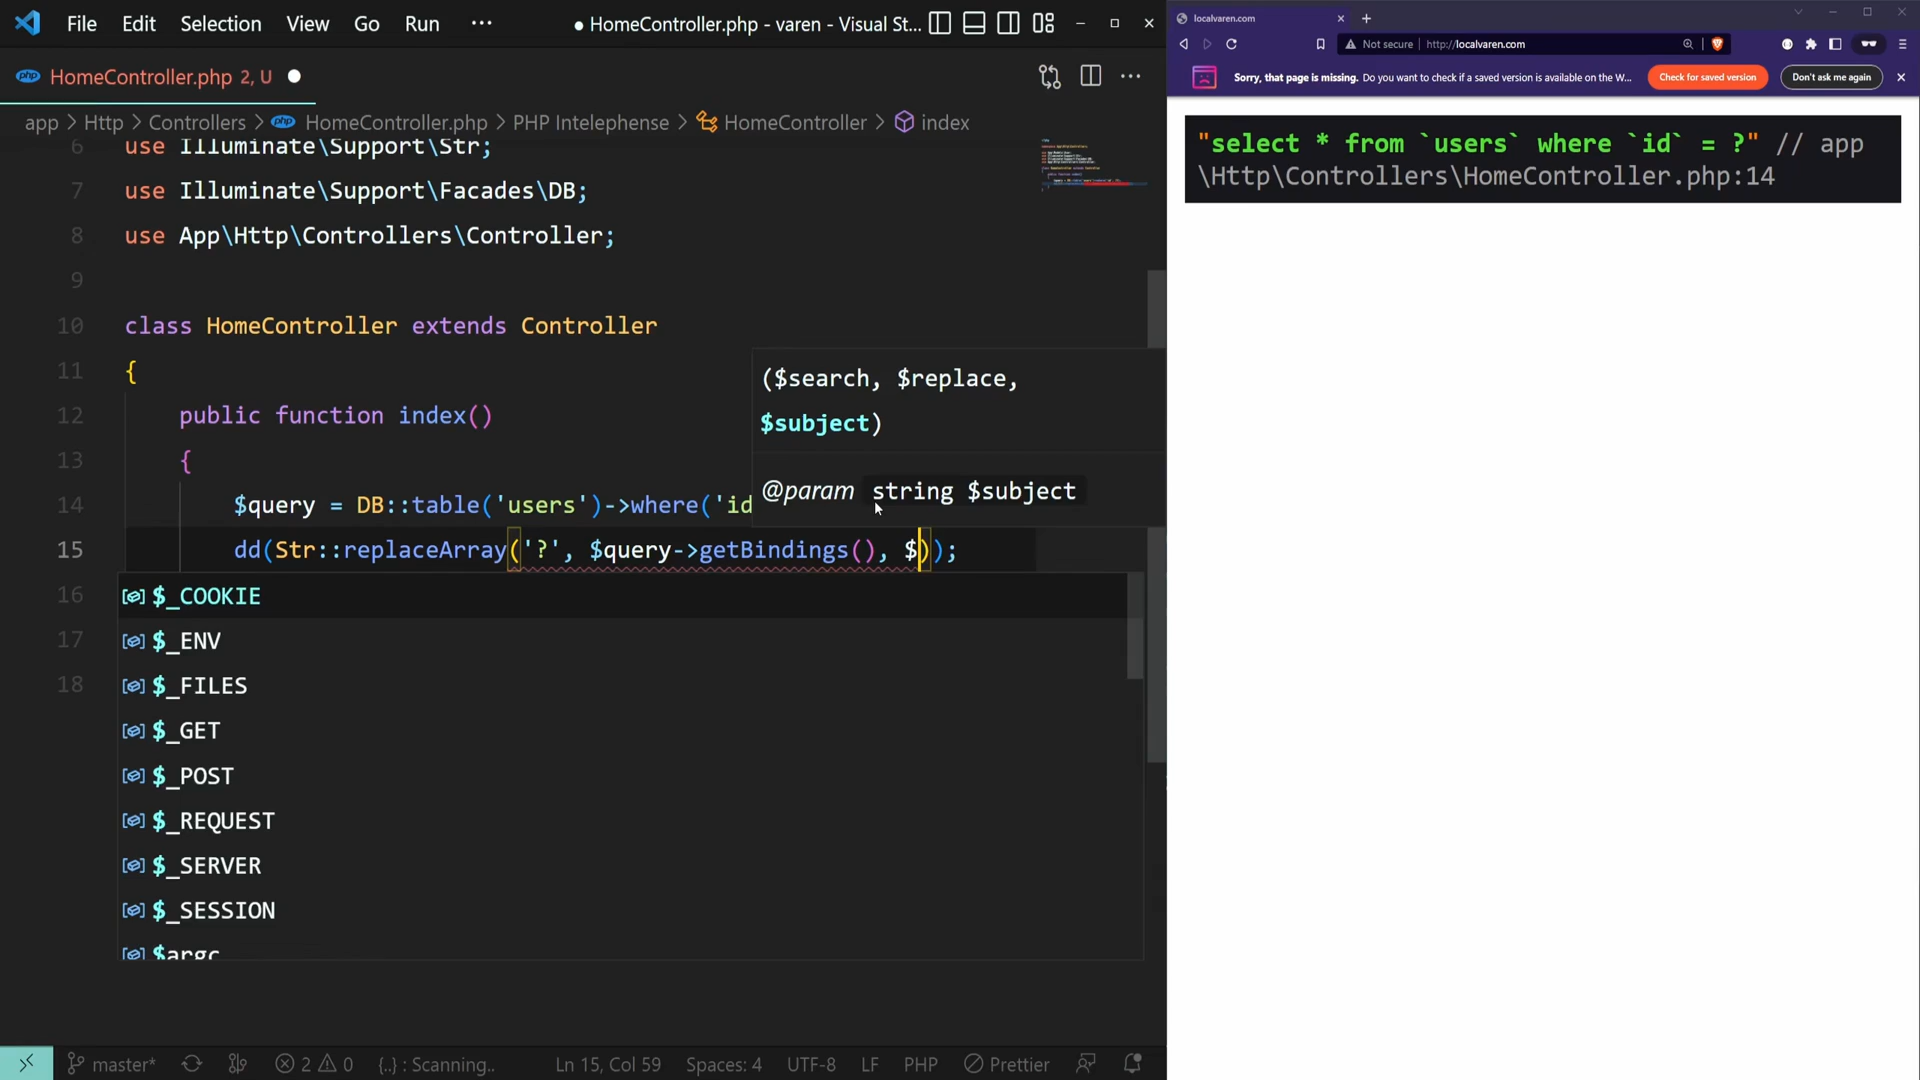 File Edit Selection View Go Run ··· ● HomeController.php - varen - Visual St...
HomeController.php 2, U ●
app > Http > Controllers > HomeController.php > PHP Intelephense > HomeController > index
6 use Illuminate\Support\Str;
7 use Illuminate\Support\Facades\DB;
8 use App\Http\Controllers\Controller;
9
10 class HomeController extends Controller
11 {
12 public function index()
13 {
14 $query = DB::table('users')->where('id
15 dd(Str::replaceArray('?', $query->getBindings(), $));
16
17
18
($search, $replace,
$subject)
@param string $subject
$_COOKIE
$_ENV
$_FILES
$_GET
$_POST
$_REQUEST
$_SERVER
$_SESSION
$argc
master* 2 0 {..} : Scanning.. Ln 15, Col 59 Spaces: 4 UTF-8 LF PHP Prettier
localvaren.com
Not secure http://localvaren.com
Sorry, that page is missing. Do you want to check if a saved version is available on the W... Check for saved version Don't ask me again
"select * from `users` where `id` = ?" // app
\Http\Controllers\HomeController.php:14